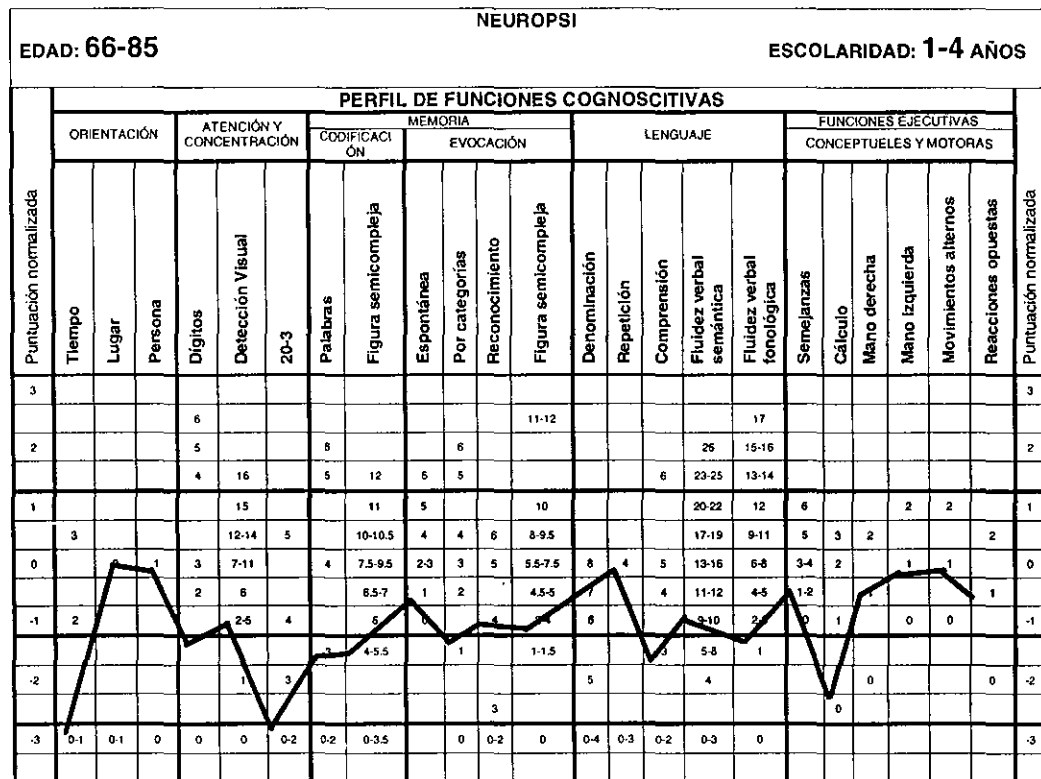 NEUROPSI
EDAD: 66-85 ESCOLARIDAD: 1-4 AÑOS
PERFIL DE FUNCIONES COGNOSCITIVAS
ORIENTACIÓN
ATENCIÓN Y
CONCENTRACIÓN
MEMORIA
CODIFICACI
ÓN
EVOCACIÓN
LENGUAJE
FUNCIONES EJECUTIVAS
CONCEPTUELES Y MOTORAS
Puntuación normalizada
Tiempo
Lugar
Persona
Digitos
Detección Visual
20-3
Palabras
Figura semicompleja
Espontánea
Por categorías
Reconocimiento
Figura semicompleja
Denominación
Repetición
Comprensión
Fluidez verbal
semántica
Fluidez verbal
fonológica
Semejanzas
Cálculo
Mano derecha
Mano Izquierda
Movimientos alternos
Reacciones opuestas
Puntuación normalizada
3 3
6 11-12 17
2 5 6 6 26 15-16 2
4 16 5 12 6 5 6 23-25 13-14
1 15 11 5 10 20-22 12 6 2 2 1
3 12-14 5 10-10.5 4 4 6 8-9.5 17-19 9-11 5 3 2 2
0 1 3 7-11 4 7.5-9.5 2-3 3 5 5.5-7.5 8 4 5 13-16 6-8 3-4 2 1 1 0
2 6 6.5-7 1 2 4.5-5 7 4 11-12 4-5 1-2 1
-1 2 2-5 4 6 4 6 9-10 1 0 0 -1
3 4-5.5 1 1-1.5 3 5-8 1
-2 1 3 5 4 0 0 -2
3 0
-3 0-1 0-1 0 0 0 0-2 0-2 0-3.5 0 0-2 0 0-4 0-3 0-2 0-3 0 -3